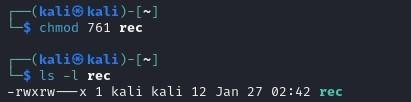 ┌──(kali㉿kali)-[~]
└─$ chmod 761 rec
┌──(kali㉿kali)-[~]
└─$ ls -l rec
-rwxrw---x 1 kali kali 12 Jan 27 02:42 rec